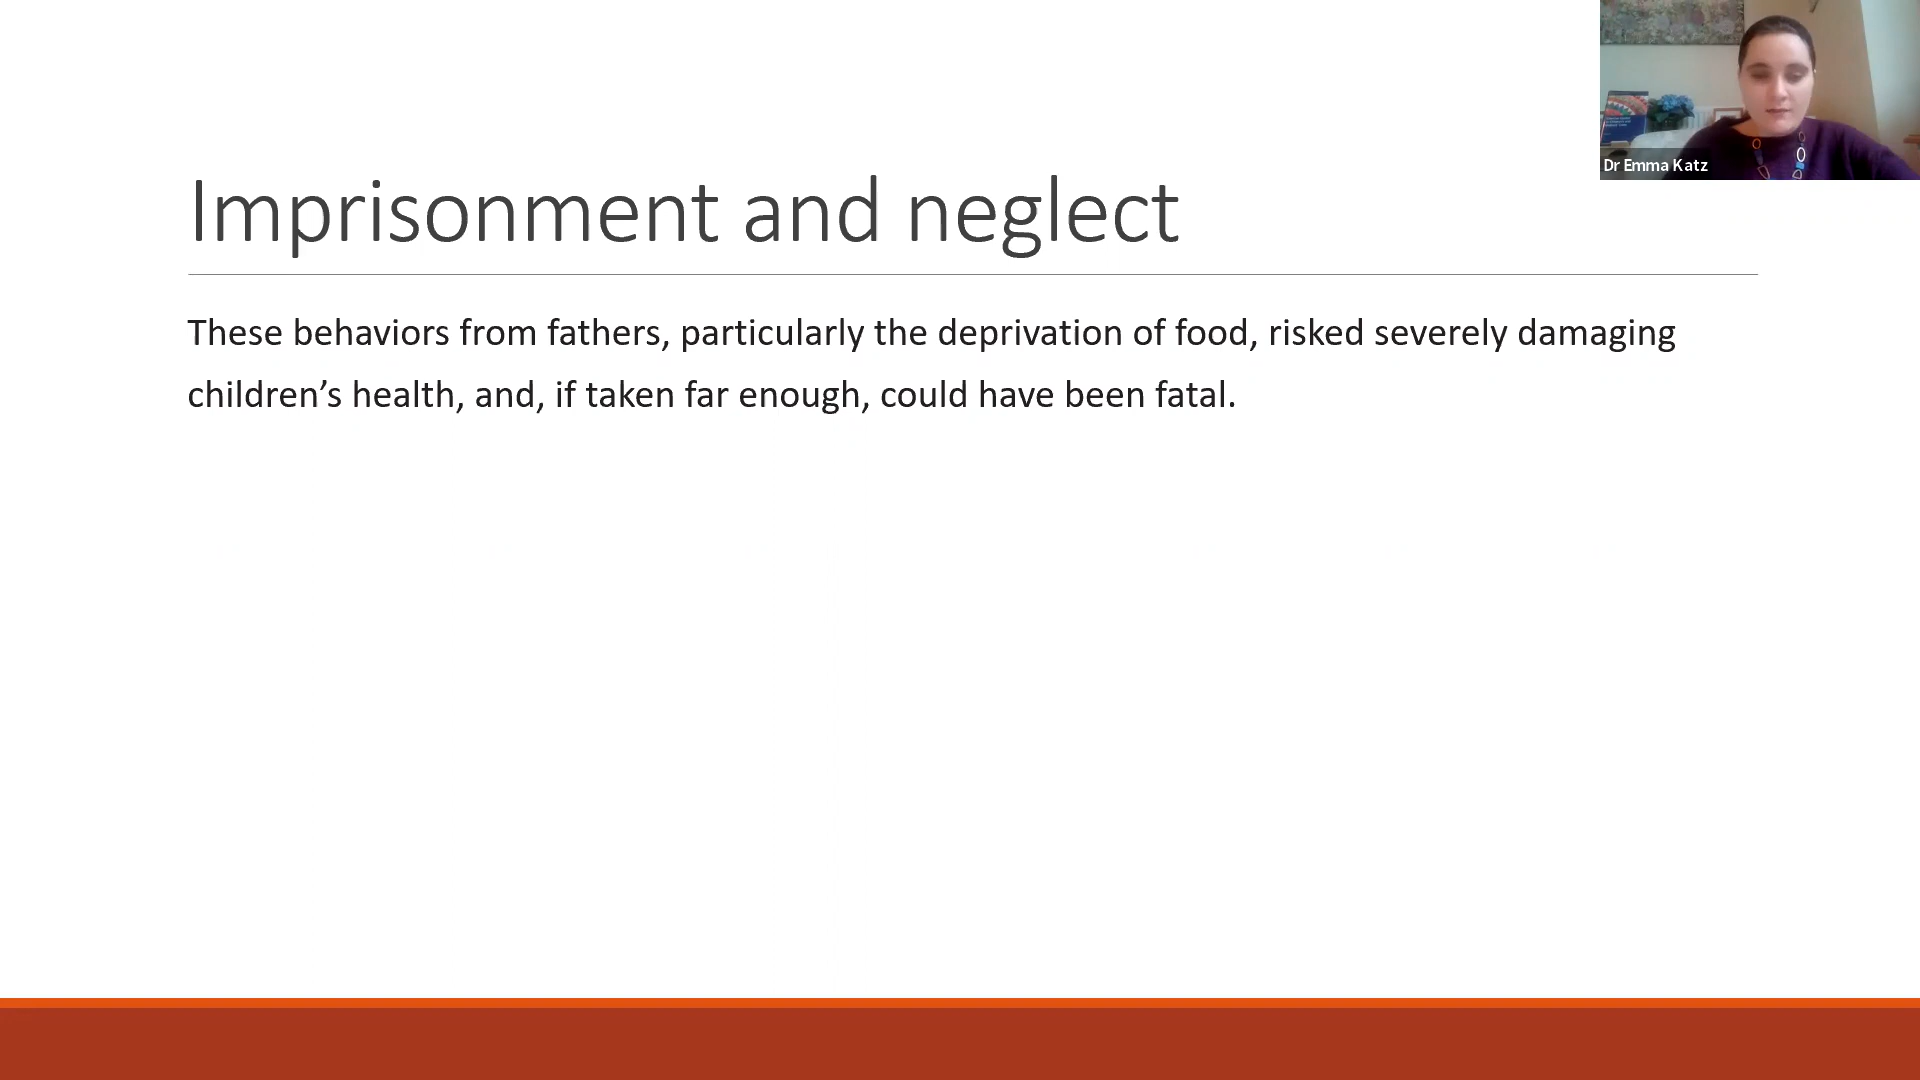 Dr Emma Katz
Imprisonment and neglect
These behaviors from fathers, particularly the deprivation of food, risked severely damaging
children’s health, and, if taken far enough, could have been fatal.